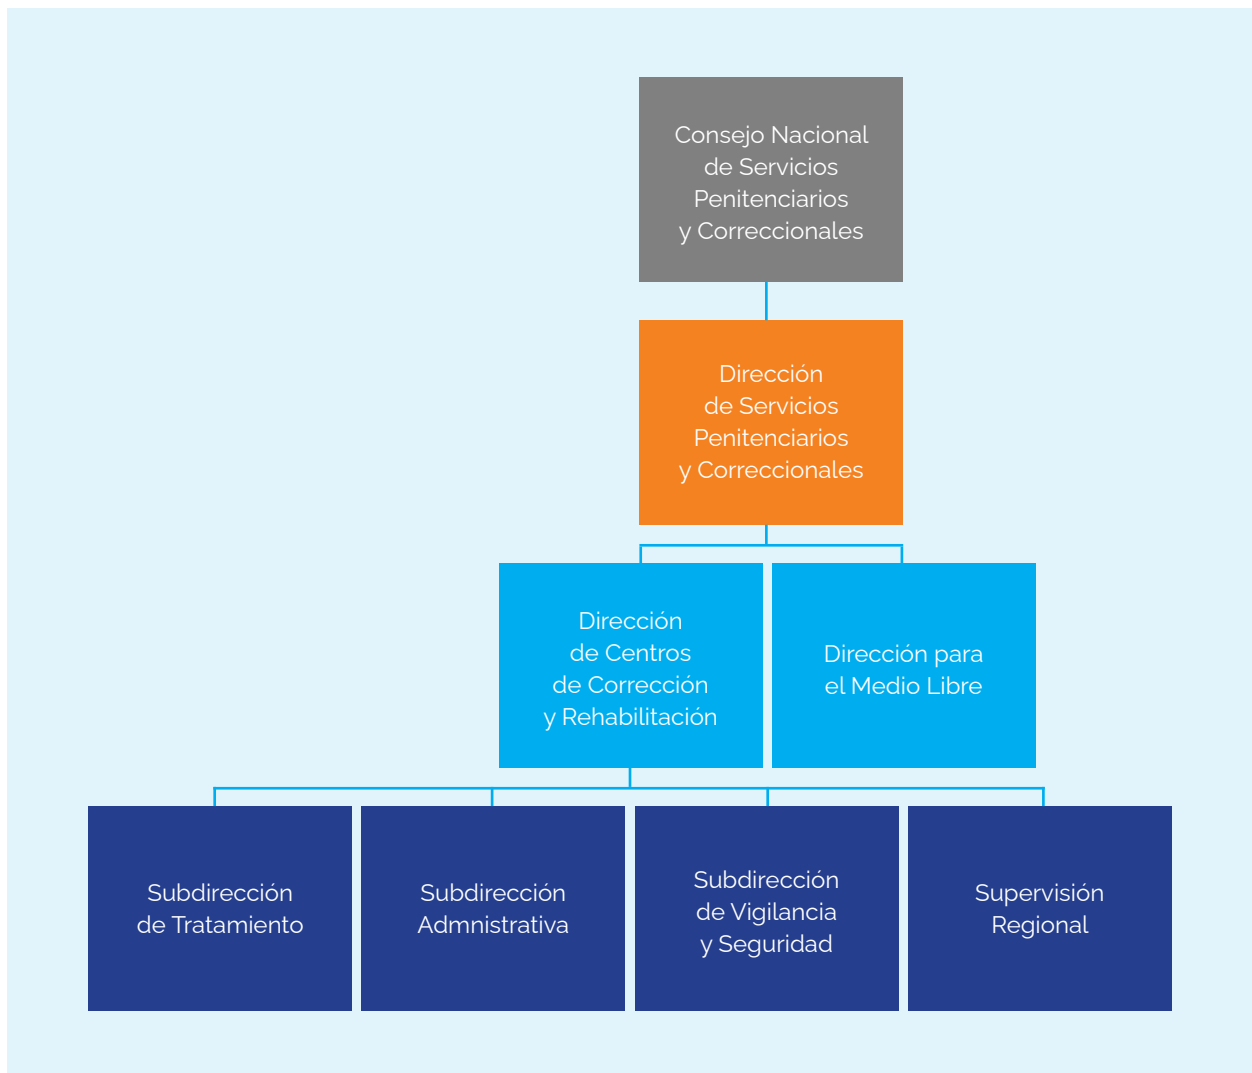 Consejo Nacional
de Servicios
Penitenciarios
y Correccionales
Dirección
de Servicios
Penitenciarios
y Correccionales
Dirección
de Centros
de Corrección
y Rehabilitación
Dirección para
el Medio Libre
Subdirección
de Tratamiento
Subdirección
Admnistrativa
Subdirección
de Vigilancia
y Seguridad
Supervisión
Regional